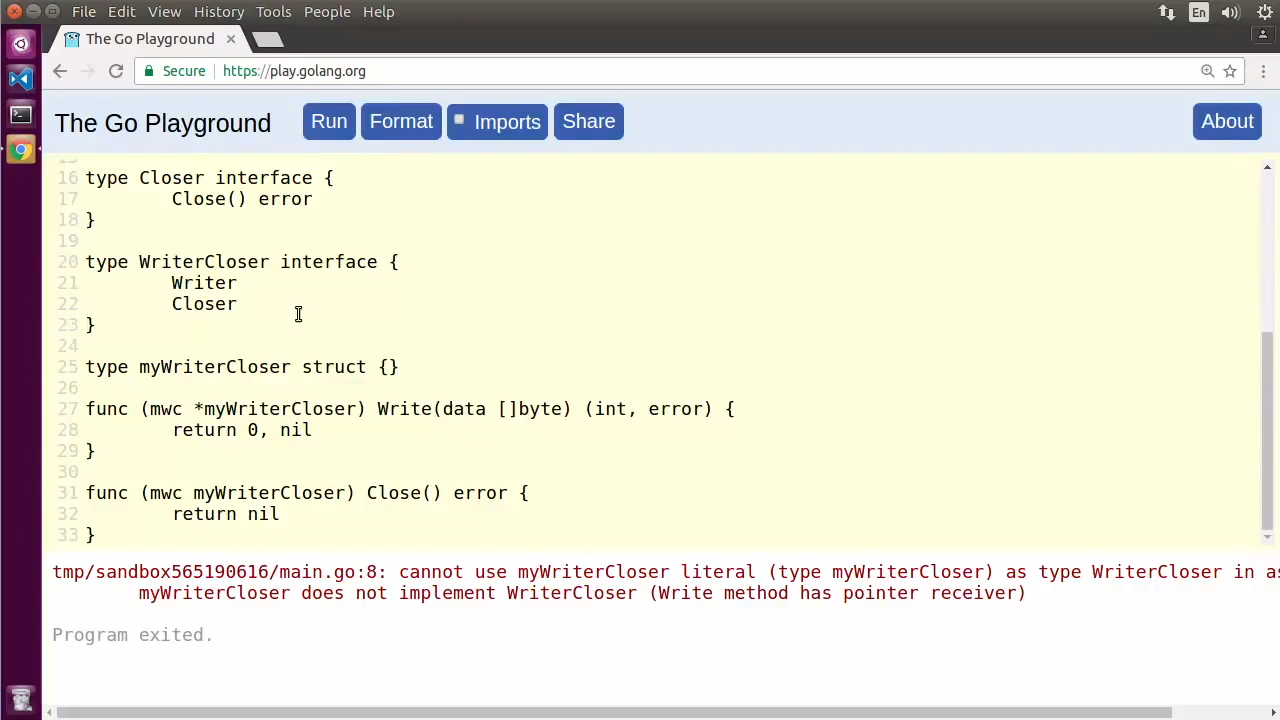 File Edit View History Tools People Help
En
The Go Playground
Secure https://play.golang.org
The Go Playground Run Format Imports Share About
15
16 type Closer interface {
17 Close() error
18 }
19
20 type WriterCloser interface {
21 Writer
22 Closer
23 }
24
25 type myWriterCloser struct {}
26
27 func (mwc *myWriterCloser) Write(data []byte) (int, error) {
28 return 0, nil
29 }
30
31 func (mwc myWriterCloser) Close() error {
32 return nil
33 }
tmp/sandbox565190616/main.go:8: cannot use myWriterCloser literal (type myWriterCloser) as type WriterCloser in as
myWriterCloser does not implement WriterCloser (Write method has pointer receiver)
Program exited.